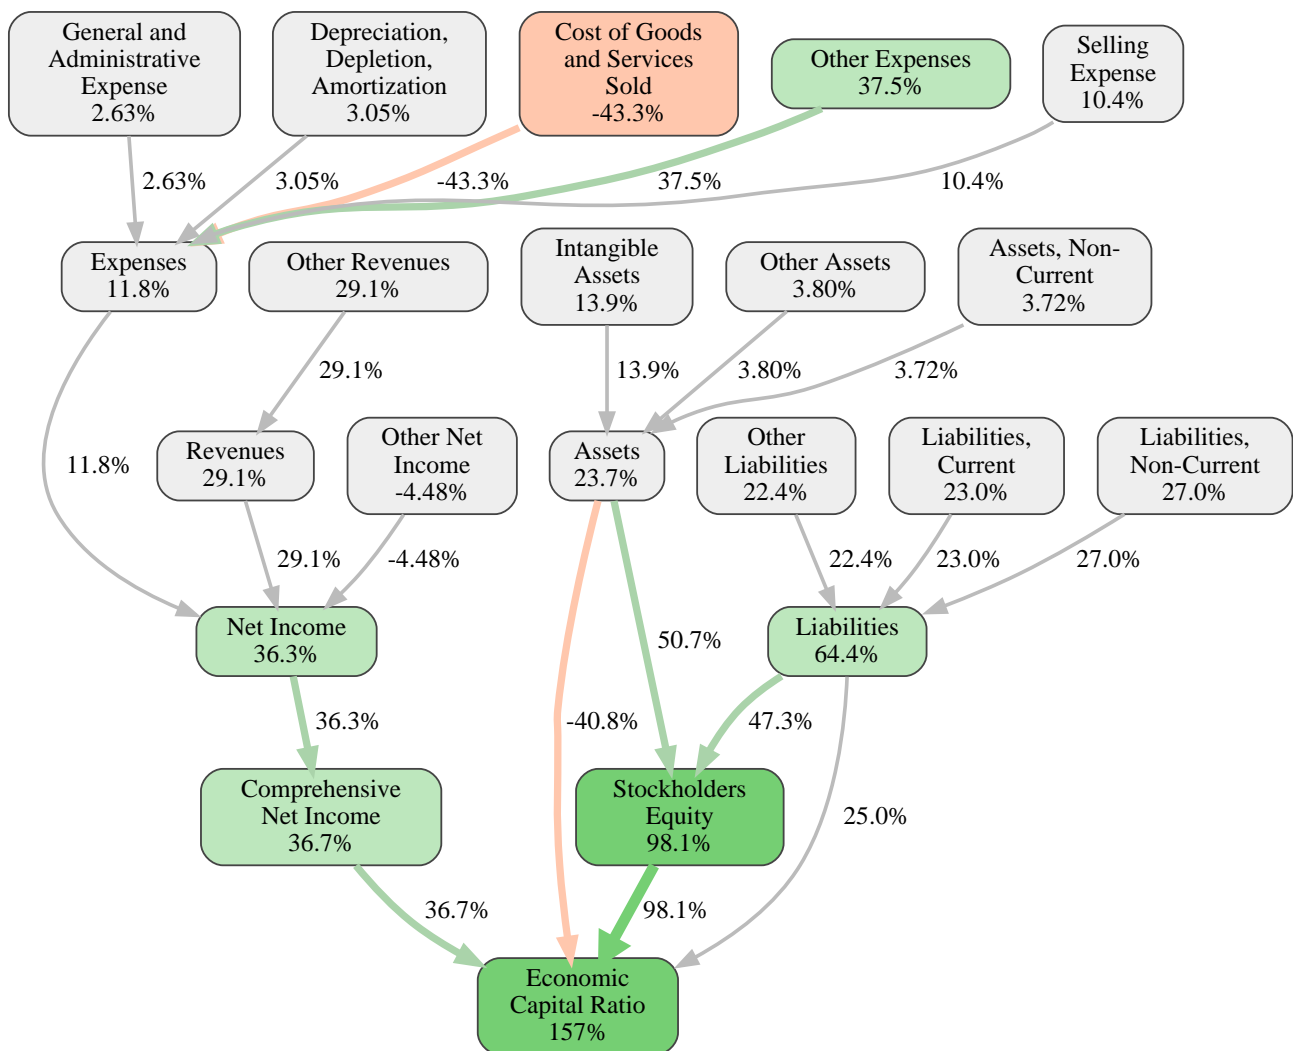 General and
Administrative
Expense
2.63%
Depreciation,
Depletion,
Amortization
3.05%
Cost of Goods
and Services
Sold
-43.3%
Other Expenses
37.5%
Selling
Expense
10.4%
2.63%
3.05%
-43.3%
37.5%
10.4%
Expenses
11.8%
Other Revenues
29.1%
Intangible
Assets
13.9%
Other Assets
3.80%
Assets, Non-
Current
3.72%
29.1%
13.9%
3.80%
3.72%
11.8%
Revenues
29.1%
Other Net
Income
-4.48%
Assets
23.7%
Other
Liabilities
22.4%
Liabilities,
Current
23.0%
Liabilities,
Non-Current
27.0%
29.1%
-4.48%
22.4%
23.0%
27.0%
Net Income
36.3%
50.7%
Liabilities
64.4%
36.3%
-40.8%
47.3%
Comprehensive
Net Income
36.7%
Stockholders
Equity
98.1%
25.0%
36.7%
98.1%
Economic
Capital Ratio
157%